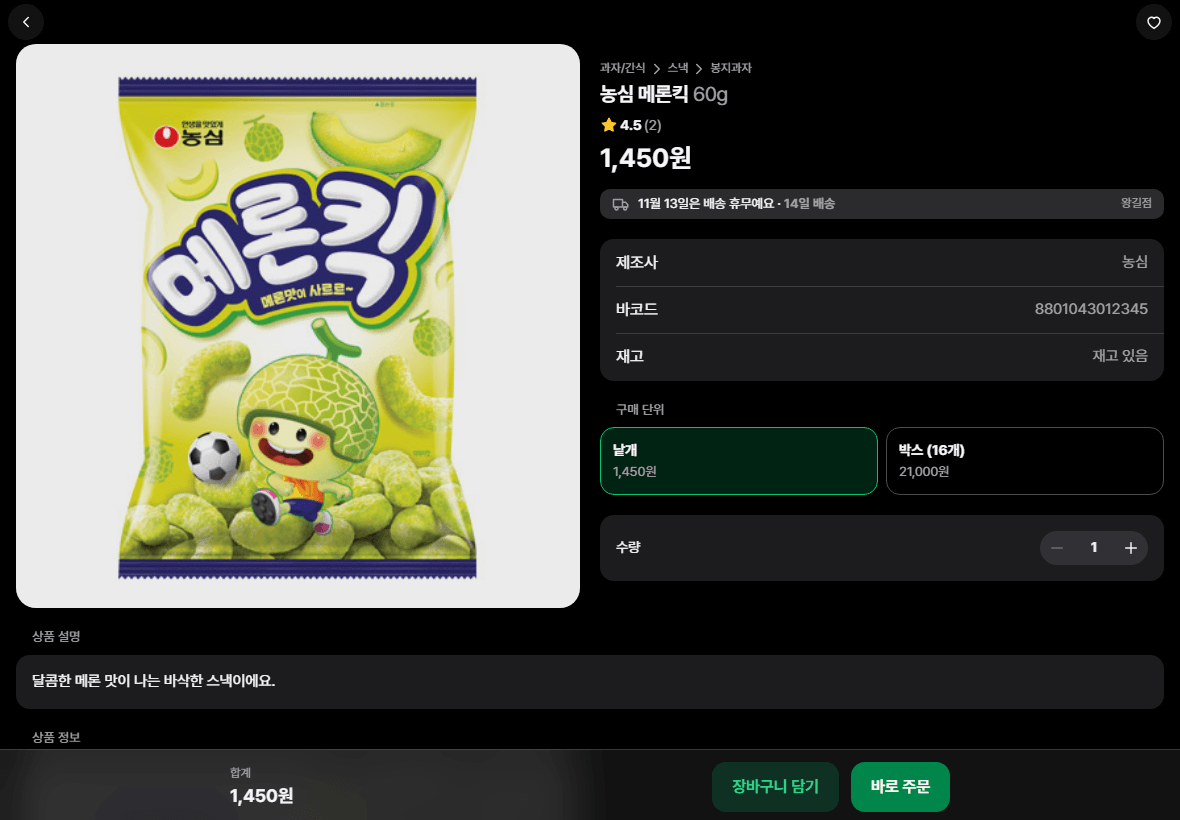 과자/간식 > 스낵 > 봉지과자
농심 메론킥 60g
4.5 (2)
1,450원
11월 13일은 배송 휴무예요 · 14일 배송
왕길점
제조사
농심
바코드
8801043012345
재고
재고 있음
구매 단위
낱개
1,450원
박스 (16개)
21,000원
수량
1
인생을 맛있게
농심
메론킥
메론맛이 사르르~
상품 설명
달콤한 메론 맛이 나는 바삭한 스낵이에요.
상품 정보
합계
1,450원
장바구니 담기
바로 주문